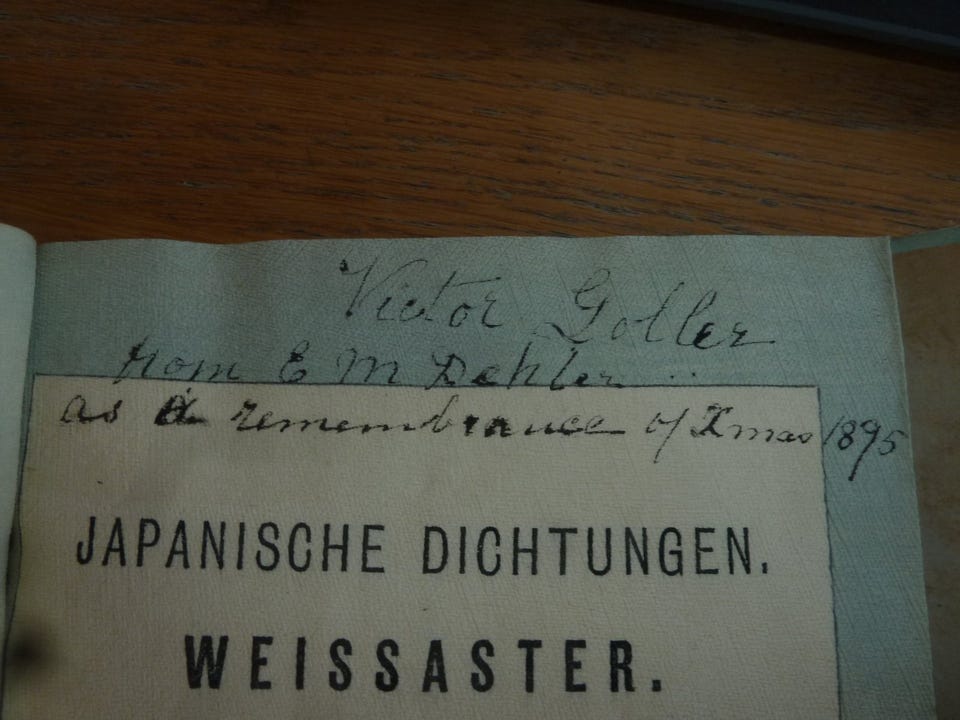 Victor Goller
from E M Dehler
as a remembrance of Xmas 1895
JAPANISCHE DICHTUNGEN.
WEISSASTER.